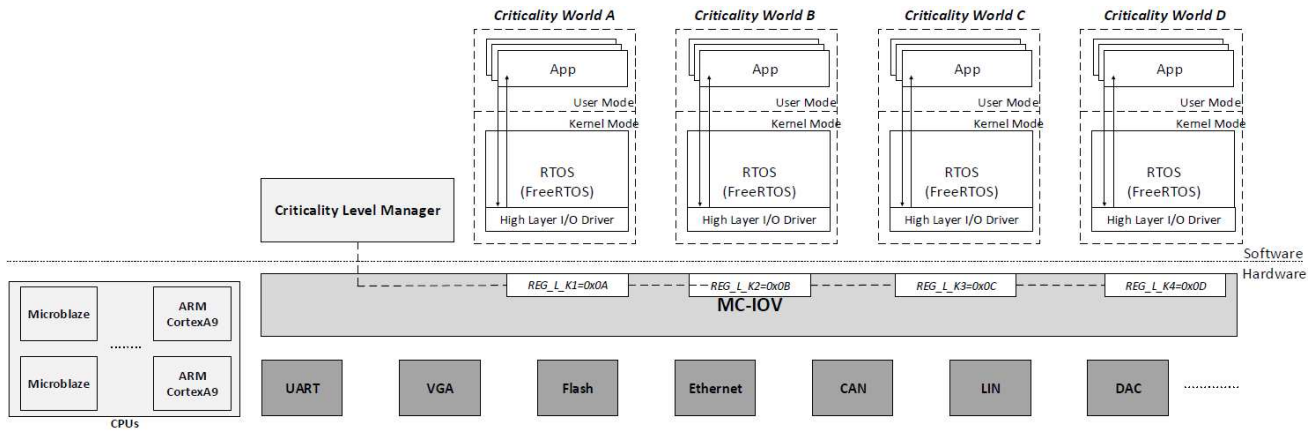 Criticality World A
Criticality World B
Criticality World C
Criticality World D
App
App
App
App
User Mode
User Mode
User Mode
User Mode
Kernel Mode
Kernel Mode
Kernel Mode
Kernel Mode
RTOS
(FreeRTOS)
RTOS
(FreeRTOS)
RTOS
(FreeRTOS)
RTOS
(FreeRTOS)
Criticality Level Manager
High Layer I/O Driver
High Layer I/O Driver
High Layer I/O Driver
High Layer I/O Driver
Software
Hardware
REG_L_K1=0x0A
REG_L_K2=0x0B
REG_L_K3=0x0C
REG_L_K4=0x0D
MC-IOV
Microblaze
ARM
CortexA9
........
Microblaze
ARM
CortexA9
CPUs
UART
VGA
Flash
Ethernet
CAN
LIN
DAC
............